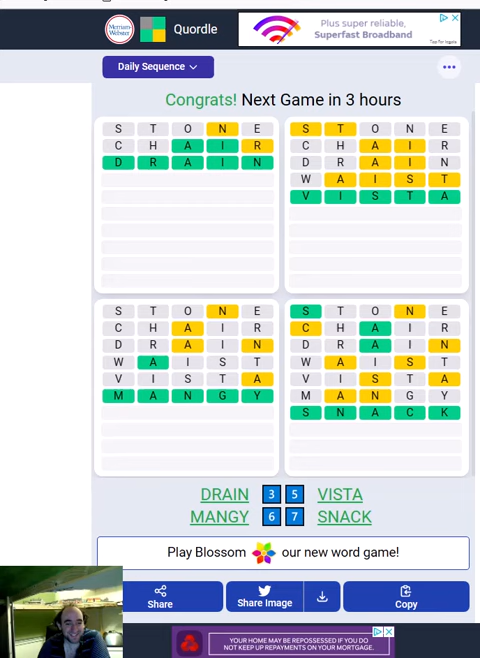 Merriam-Webster
Quordle
Plus super reliable,
Superfast Broadband
Daily Sequence
Congrats! Next Game in 3 hours
S T O N E
C H A I R
D R A I N
S T O N E
C H A I R
D R A I N
W A I S T
V I S T A
S T O N E
C H A I R
D R A I N
W A I S T
V I S T A
M A N G Y
S T O N E
C H A I R
D R A I N
W A I S T
V I S T A
M A N G Y
S N A C K
DRAIN 3 5 VISTA
MANGY 6 7 SNACK
Play Blossom our new word game!
Share
Share Image
Copy
YOUR HOME MAY BE REPOSSESSED IF YOU DO
NOT KEEP UP REPAYMENTS ON YOUR MORTGAGE.